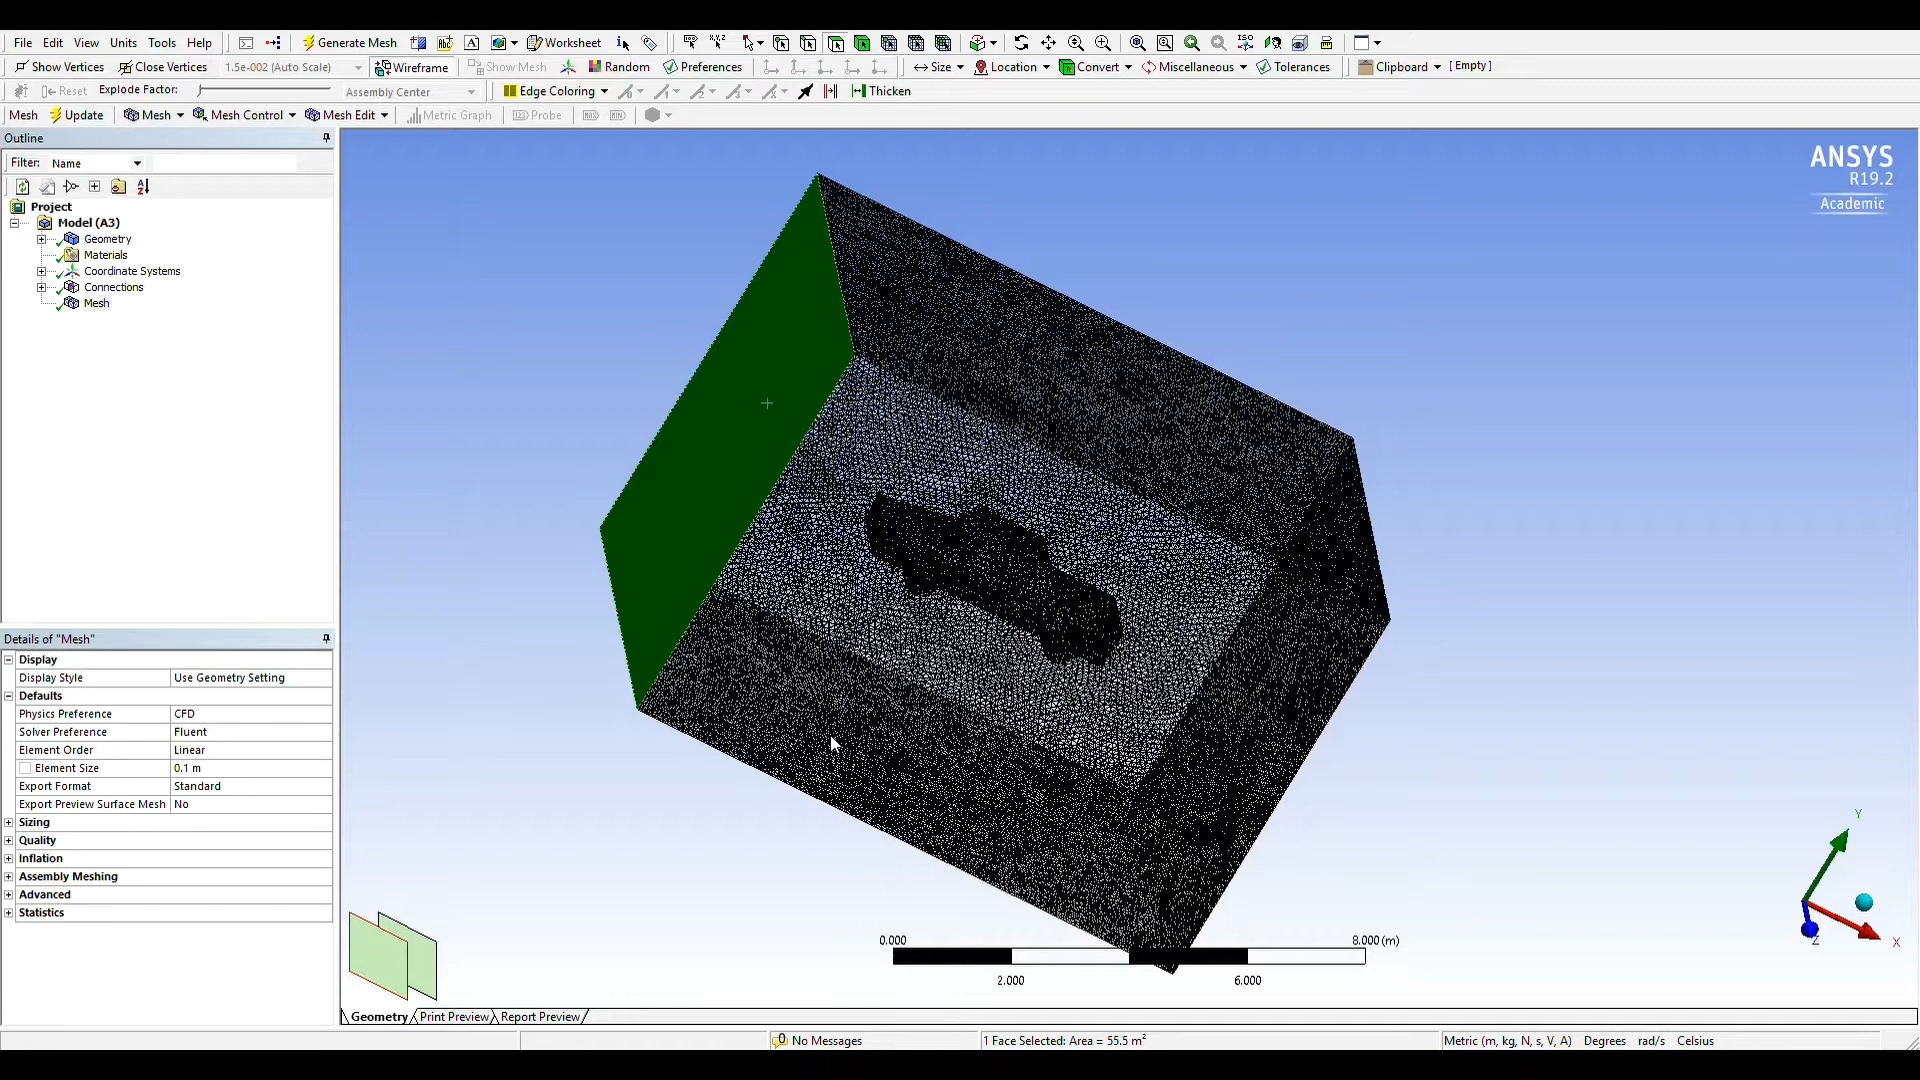 File Edit View Units Tools Help Generate Mesh Worksheet
Show Vertices Close Vertices 1.5e-002 (Auto Scale) Wireframe Show Mesh Random Preferences Size Location Convert Miscellaneous Tolerances Clipboard [ Empty ]
Reset Explode Factor: Assembly Center Edge Coloring Thicken
Mesh Update Mesh Mesh Control Mesh Edit Metric Graph Probe
Outline
Filter: Name
Project
Model (A3)
Geometry
Materials
Coordinate Systems
Connections
Mesh
Details of "Mesh"
Display
Display Style Use Geometry Setting
Defaults
Physics Preference CFD
Solver Preference Fluent
Element Order Linear
Element Size 0.1 m
Export Format Standard
Export Preview Surface Mesh No
Sizing
Quality
Inflation
Assembly Meshing
Advanced
Statistics
ANSYS
R19.2
Academic
0.000 8.000 (m)
2.000 6.000
Y
X
Z
Geometry Print Preview Report Preview
No Messages 1 Face Selected: Area = 55.5 m² Metric (m, kg, N, s, V, A) Degrees rad/s Celsius